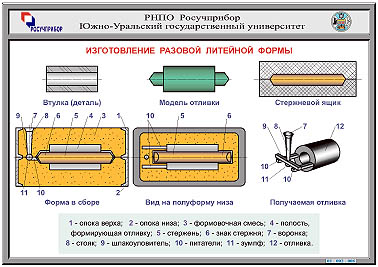 РНПО Росучприбор
Южно-Уральский государственный университет
РОСУЧПРИБОР
ИЗГОТОВЛЕНИЕ РАЗОВОЙ ЛИТЕЙНОЙ ФОРМЫ
Втулка (деталь)
Модель отливки
Стержневой ящик
9 8 7 6 5 4 3 1
10 5 6
9 8 7 12
11 10 2
10 11 10
Форма в сборе
Вид на полуформу низа
Получаемая отливка
1 - опока верха; 2 - опока низа; 3 - формовочная смесь; 4 - полость,
формирующая отливку; 5 - стержень; 6 - знак стержня; 7 - воронка;
8 - стояк; 9 - шлакоуловитель; 10 - питатели; 11 - зумпф; 12 - отливка.